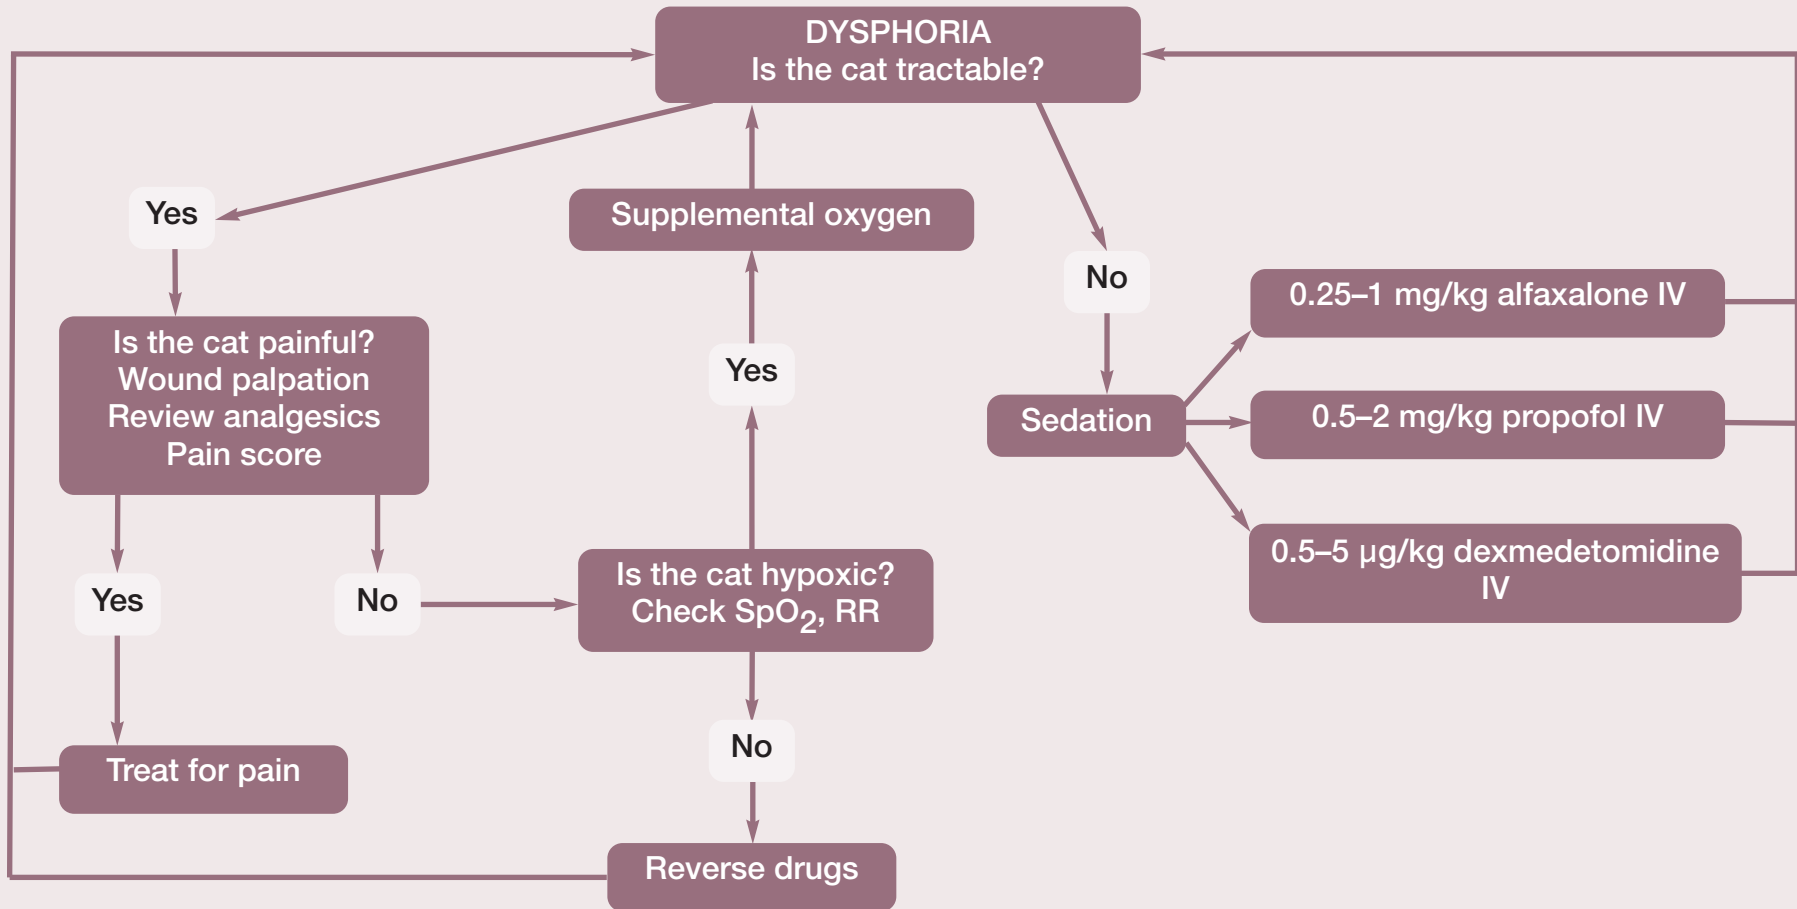 DYSPHORIA
Is the cat tractable?
Yes
Supplemental oxygen
No
0.25–1 mg/kg alfaxalone IV
Is the cat painful?
Wound palpation
Review analgesics
Pain score
Yes
Sedation
0.5–2 mg/kg propofol IV
0.5–5 µg/kg dexmedetomidine
IV
Yes
No
Is the cat hypoxic?
Check SpO₂, RR
No
Treat for pain
Reverse drugs